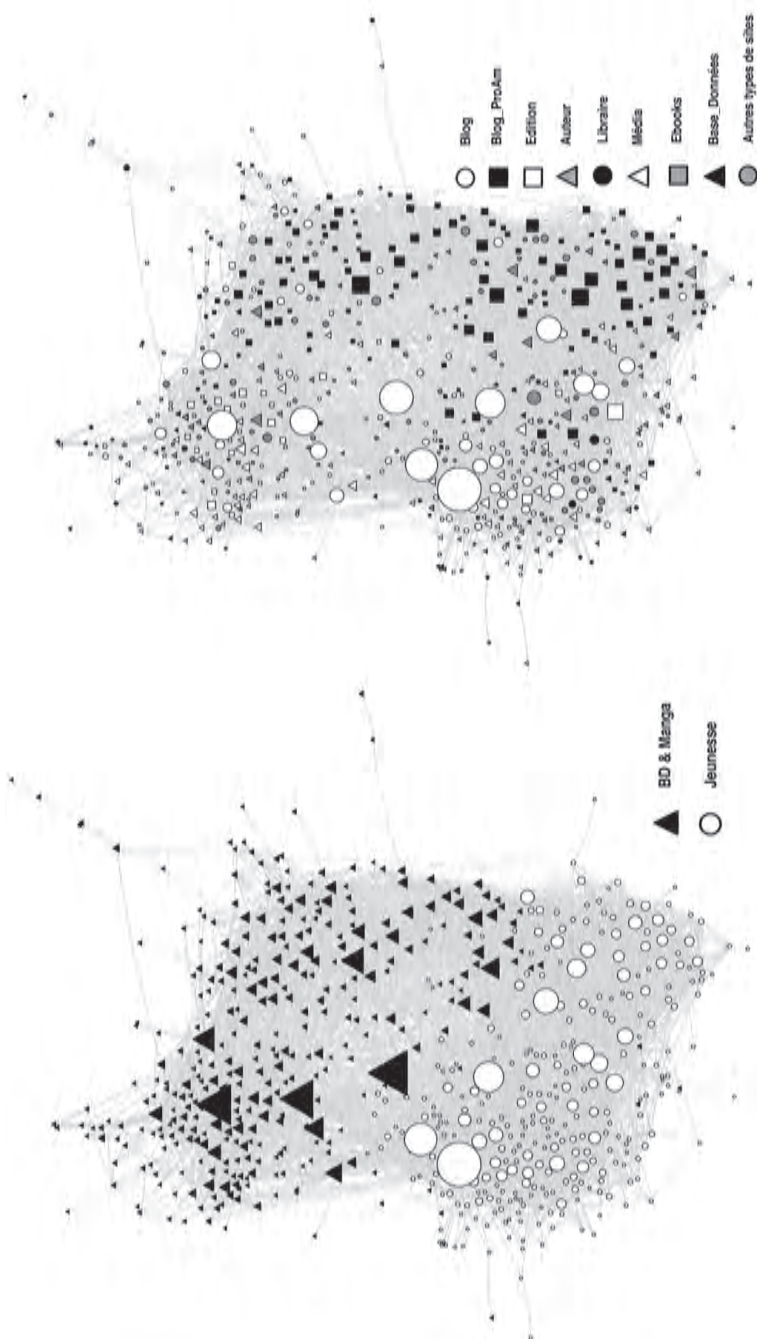 Blog
Blog_ProAm
Edition
Auteur
Libraire
Média
Ebooks
Base_Données
Autres types de sites
BD & Manga
Jeunesse